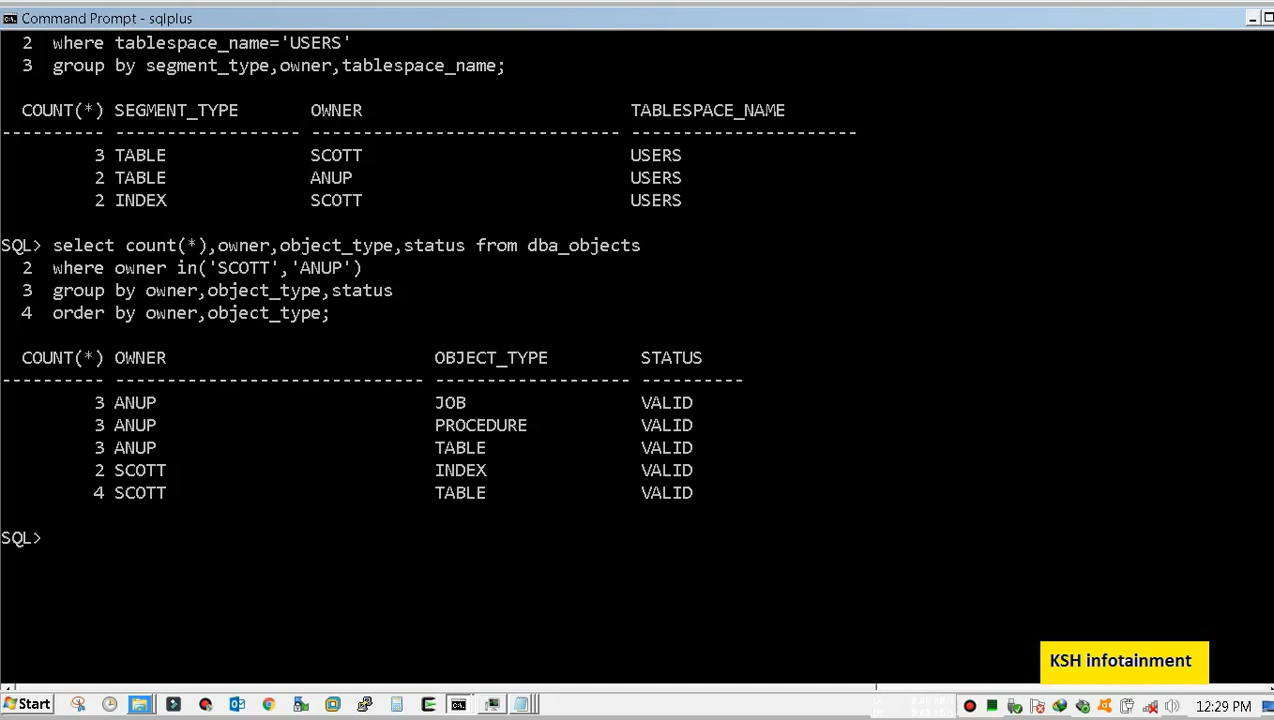 Command Prompt - sqlplus
2 where tablespace_name='USERS'
3 group by segment_type,owner,tablespace_name;
COUNT(*) SEGMENT_TYPE OWNER TABLESPACE_NAME
---------- ------------------ ------------------------------ ----------------------
3 TABLE SCOTT USERS
2 TABLE ANUP USERS
2 INDEX SCOTT USERS
SQL> select count(*),owner,object_type,status from dba_objects
2 where owner in('SCOTT','ANUP')
3 group by owner,object_type,status
4 order by owner,object_type;
COUNT(*) OWNER OBJECT_TYPE STATUS
---------- ------------------------------ ------------------- ----------
3 ANUP JOB VALID
3 ANUP PROCEDURE VALID
3 ANUP TABLE VALID
2 SCOTT INDEX VALID
4 SCOTT TABLE VALID
SQL>
KSH infotainment
Start 12:29 PM